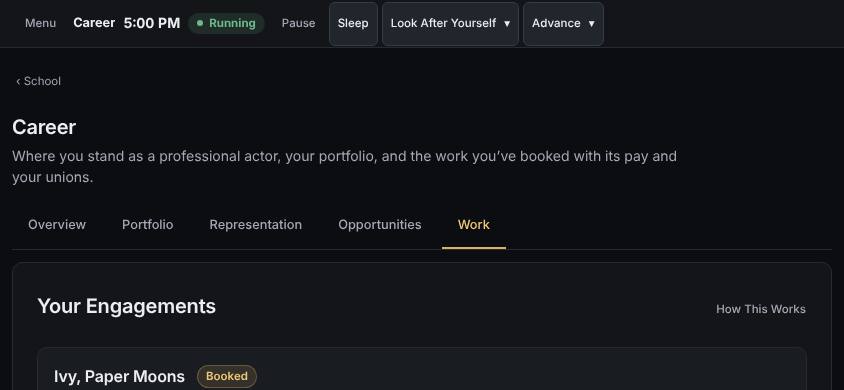 Menu Career 5:00 PM Running Pause Sleep Look After Yourself ▾ Advance ▾
‹ School
Career
Where you stand as a professional actor, your portfolio, and the work you’ve booked with its pay and
your unions.
Overview Portfolio Representation Opportunities Work
Your Engagements How This Works
Ivy, Paper Moons Booked